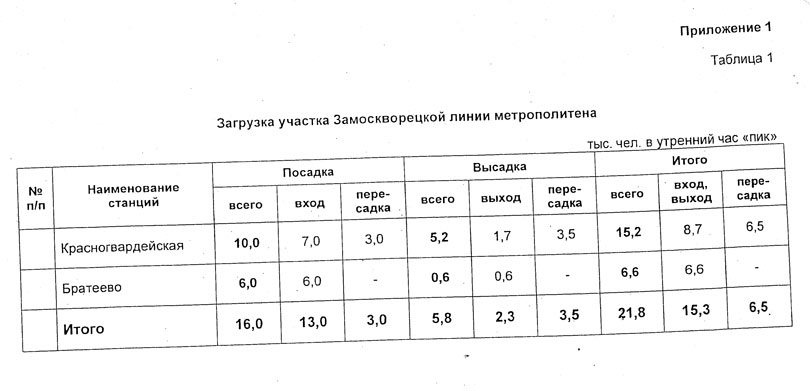 Приложение 1
Таблица 1
Загрузка участка Замоскворецкой линии метрополитена
тыс. чел. в утренний час «пик»
№ п/п Наименование станций Посадка Высадка Итого
всего вход пере-садка всего выход пере-садка всего вход, выход пере-садка
Красногвардейская 10,0 7,0 3,0 5,2 1,7 3,5 15,2 8,7 6,5
Братеево 6,0 6,0 - 0,6 0,6 - 6,6 6,6 -
Итого 16,0 13,0 3,0 5,8 2,3 3,5 21,8 15,3 6,5